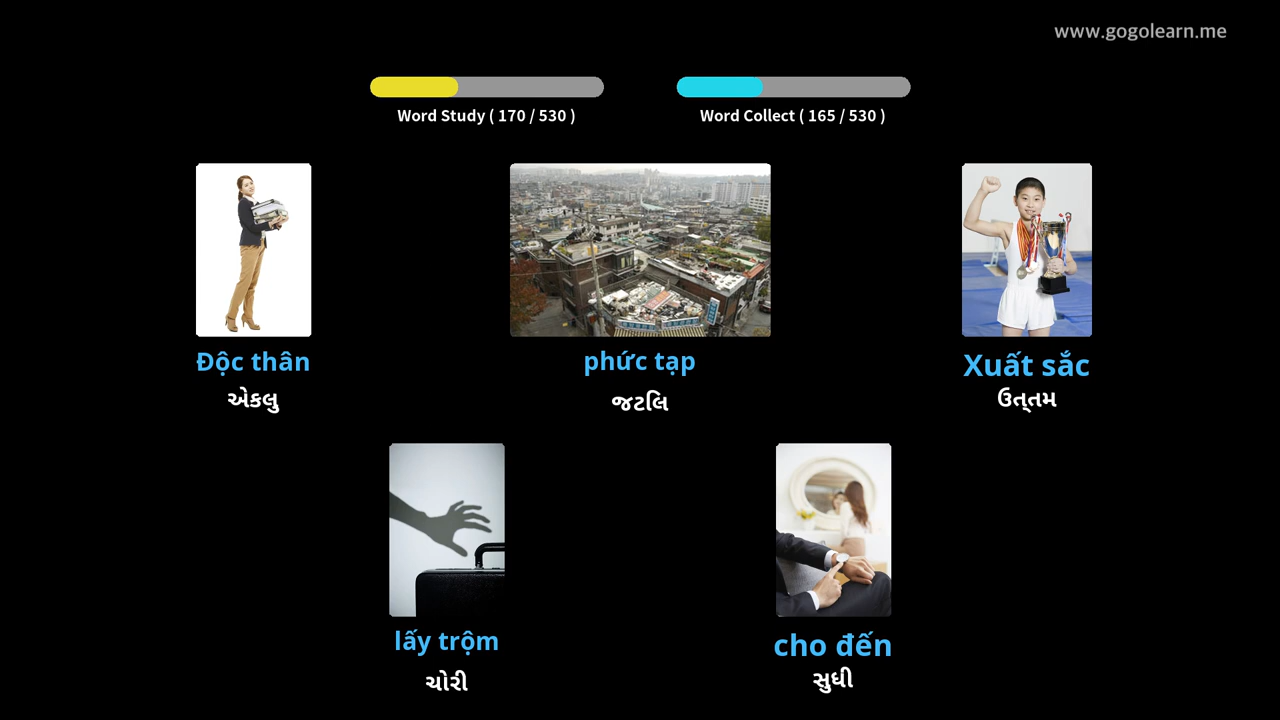 www.gogolearn.me
Word Study ( 170 / 530 )
Word Collect ( 165 / 530 )
Độc thân
એકલુ
phức tạp
જટલિ
Xuất sắc
ઉત્‌તમ
lấy trộm
ચોરી
cho đến
સુધી